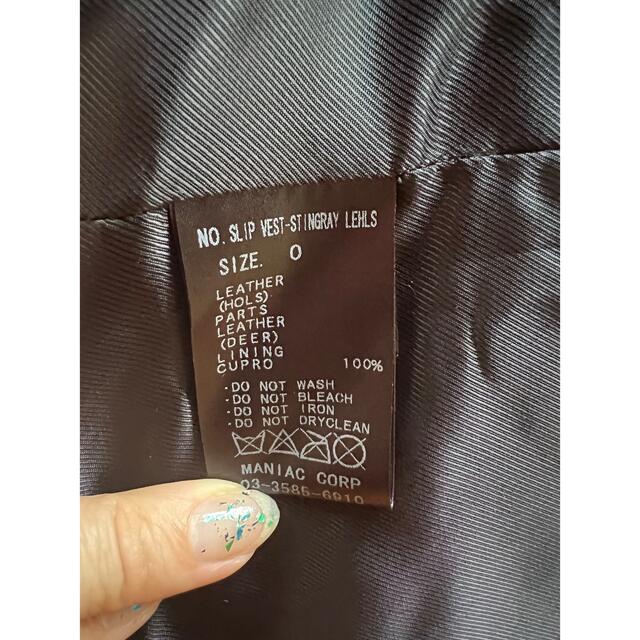 NO. SLIP VEST-STINGRAY LEHLS
SIZE. 0
LEATHER
(HOLS)
PARTS
LEATHER
(DEER)
LINING
CUPRO 100%
·DO NOT WASH
·DO NOT BLEACH
·DO NOT IRON
·DO NOT DRYCLEAN
MANIAC CORP
03-3586-6910